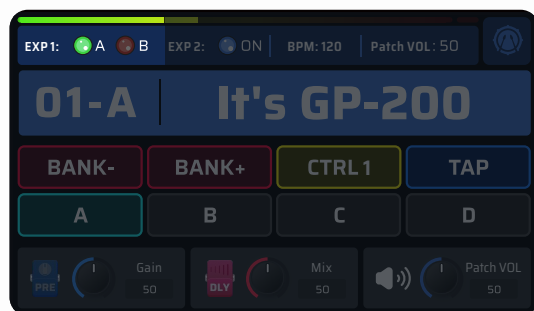 EXP 1: A B EXP 2: ON BPM: 120 Patch VOL: 50
01-A It's GP-200
BANK- BANK+ CTRL 1 TAP
A B C D
Gain Mix Patch VOL
PRE 50 DLY 50 50